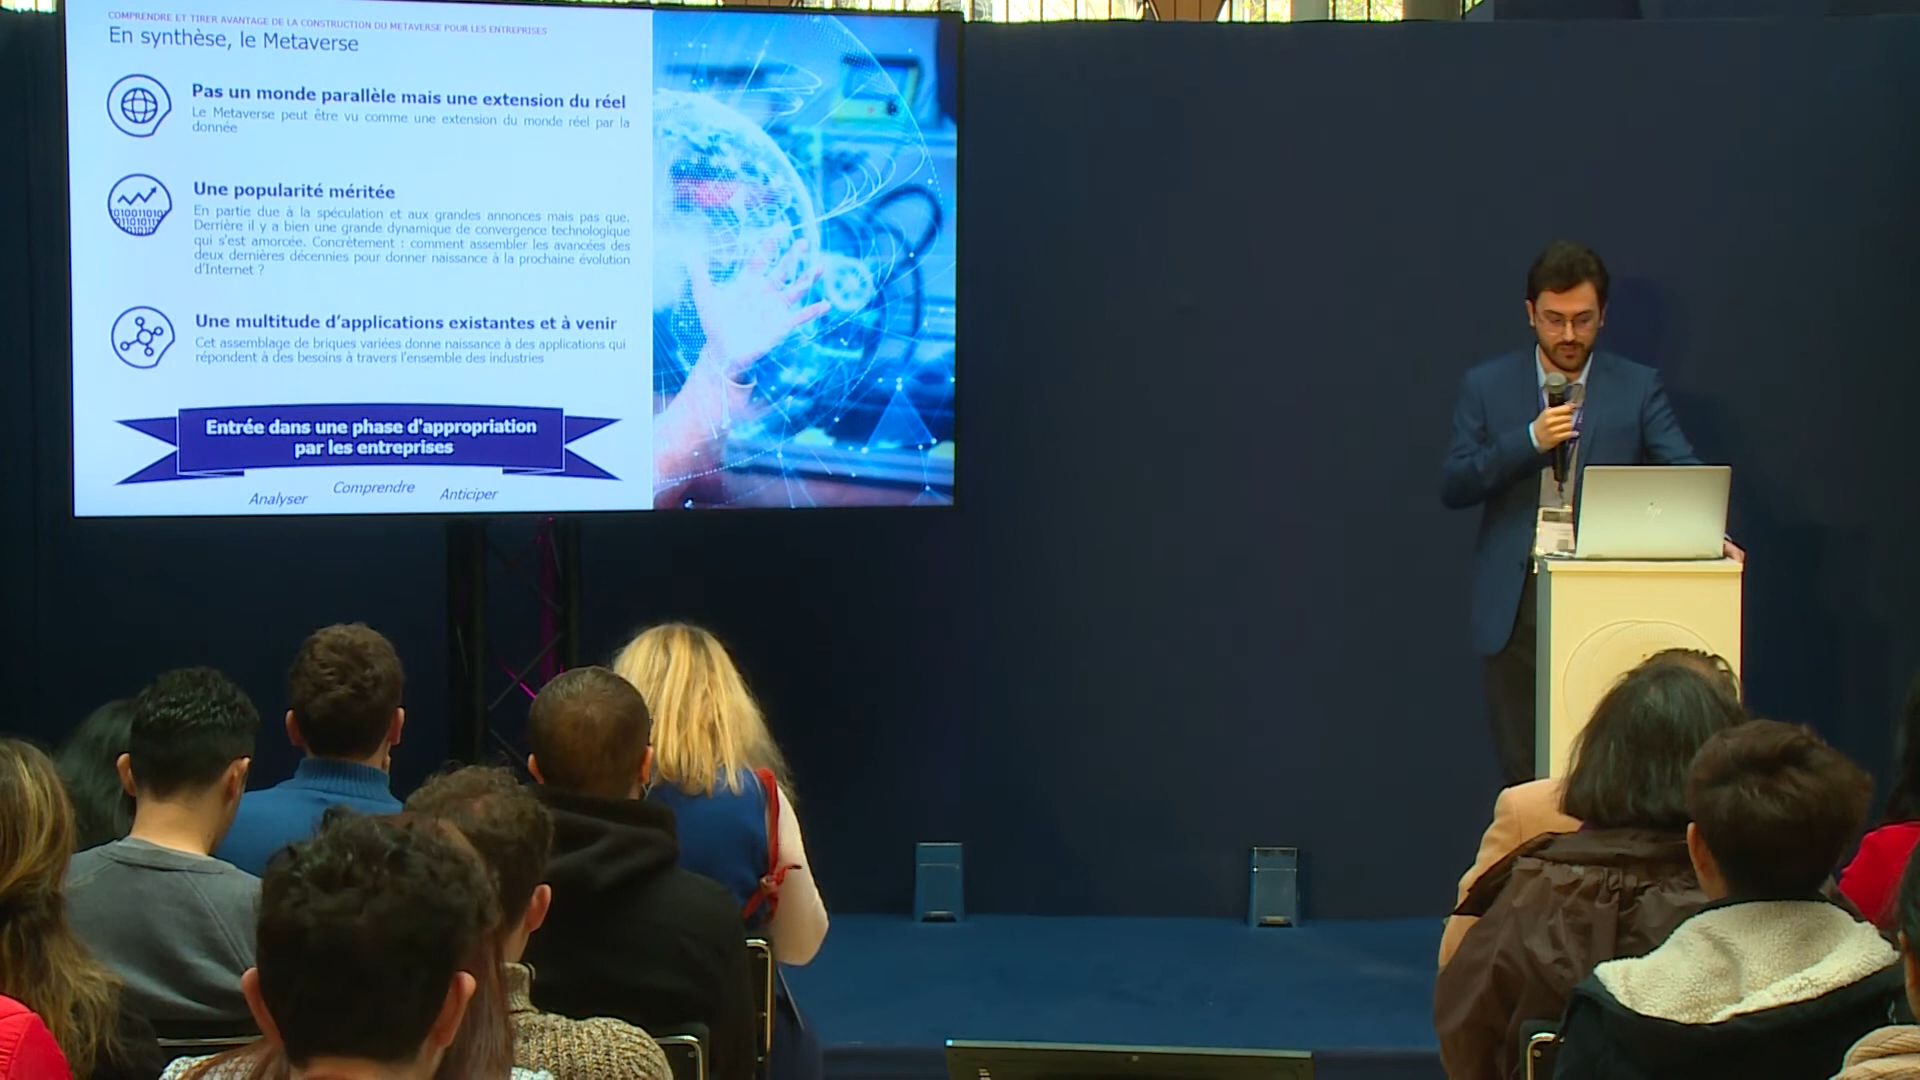 COMPRENDRE ET TIRER AVANTAGE DE LA CONSTRUCTION DU METAVERSE POUR LES ENTREPRISES
En synthèse, le Metaverse
Pas un monde parallèle mais une extension du réel
Le Metaverse peut être vu comme une extension du monde réel par la
donnée
Une popularité méritée
En partie due à la spéculation et aux grandes annonces mais pas que.
Derrière il y a bien une grande dynamique de convergence technologique
qui s'est amorcée. Concrètement : comment assembler les avancées des
deux dernières décennies pour donner naissance à la prochaine évolution
d'Internet ?
Une multitude d'applications existantes et à venir
Cet assemblage de briques variées donne naissance à des applications qui
répondent à des besoins à travers l'ensemble des industries
Entrée dans une phase d'appropriation
par les entreprises
Analyser Comprendre Anticiper
hp